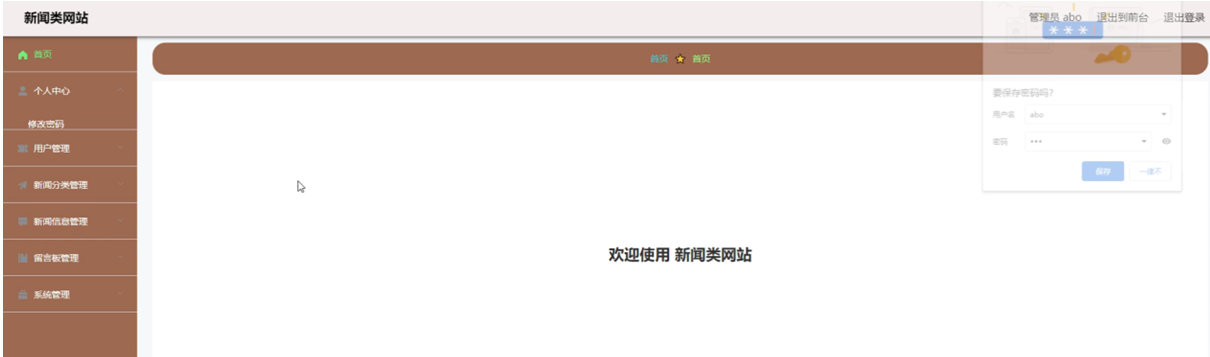 新闻类网站
管理员 abo 退出到前台 退出登录
***
首页
首页 首页
个人中心
修改密码
用户管理
新闻分类管理
新闻信息管理
留言板管理
系统管理
要保存密码吗?
用户名 abo
密码 •••
保存 一律不
欢迎使用 新闻类网站